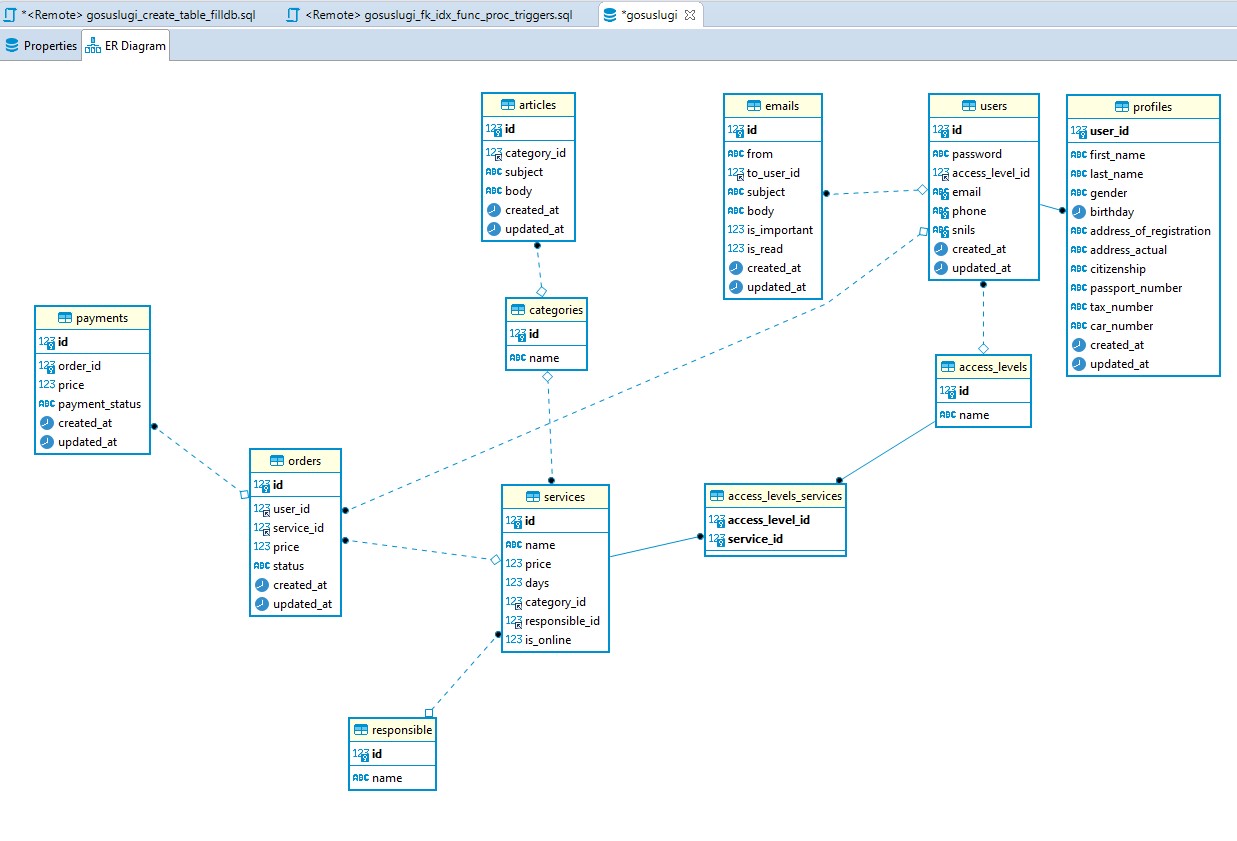 *<Remote> gosuslugi_create_table_filldb.sql
<Remote> gosuslugi_fk_idx_func_proc_triggers.sql
*gosuslugi
Properties
ER Diagram
articles
123 id
123 category_id
ABC subject
ABC body
created_at
updated_at
emails
123 id
ABC from
123 to_user_id
ABC subject
ABC body
123 is_important
123 is_read
created_at
updated_at
users
123 id
ABC password
123 access_level_id
ABC email
ABC phone
ABC snils
created_at
updated_at
profiles
123 user_id
ABC first_name
ABC last_name
ABC gender
birthday
ABC address_of_registration
ABC address_actual
ABC citizenship
ABC passport_number
ABC tax_number
ABC car_number
created_at
updated_at
categories
123 id
ABC name
payments
123 id
123 order_id
123 price
ABC payment_status
created_at
updated_at
access_levels
123 id
ABC name
orders
123 id
123 user_id
123 service_id
123 price
ABC status
created_at
updated_at
services
123 id
ABC name
123 price
123 days
123 category_id
123 responsible_id
123 is_online
access_levels_services
123 access_level_id
123 service_id
responsible
123 id
ABC name